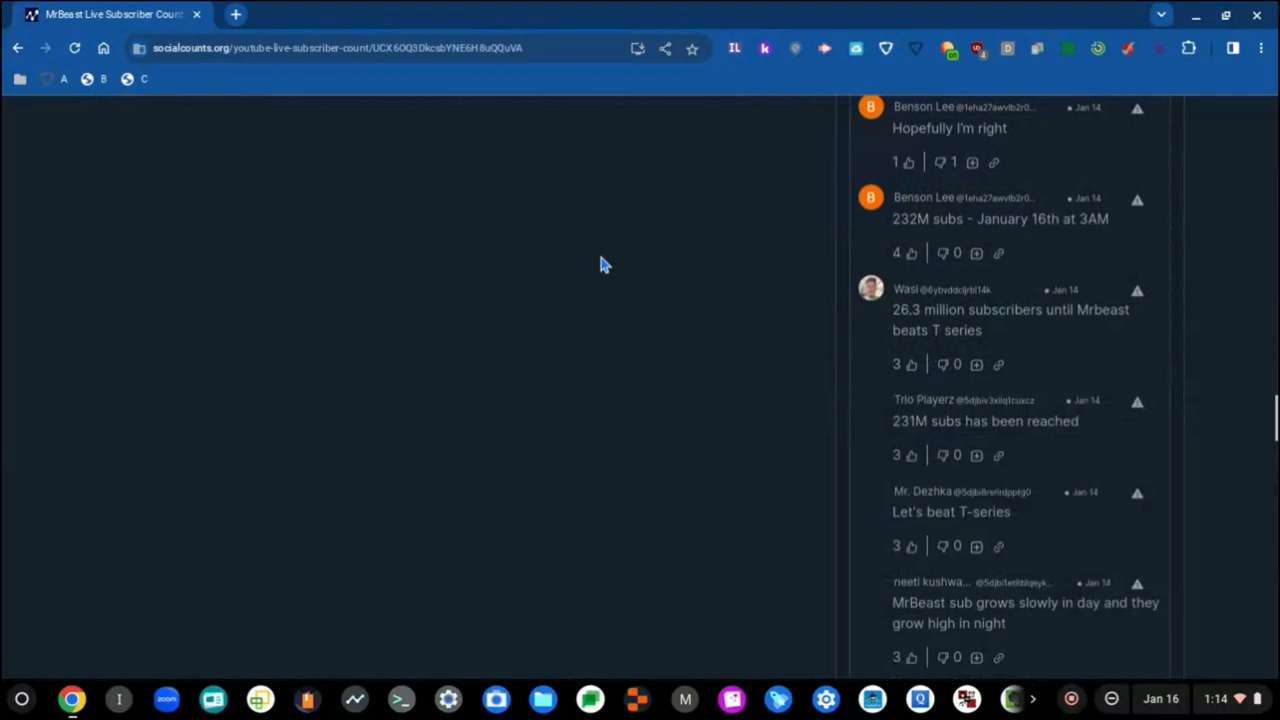 MrBeast Live Subscriber Count
socialcounts.org/youtube-live-subscriber-count/UCX6OQ3DkcsbYNE6H8uQQuVA
A B C
Benson Lee @1eha27awvlb2r0... • Jan 14
Hopefully I'm right
1 1
Benson Lee @1eha27awvlb2r0... • Jan 14
232M subs - January 16th at 3AM
4 0
Wasi • Jan 14
26.3 million subscribers until Mrbeast
beats T series
3 0
Trio Playerz • Jan 14
231M subs has been reached
3 0
Mr. Dezhka • Jan 14
Let's beat T-series
3 0
neeti kushwa... • Jan 14
MrBeast sub grows slowly in day and they
grow high in night
3 0
I zoom M Q Jan 16 1:14